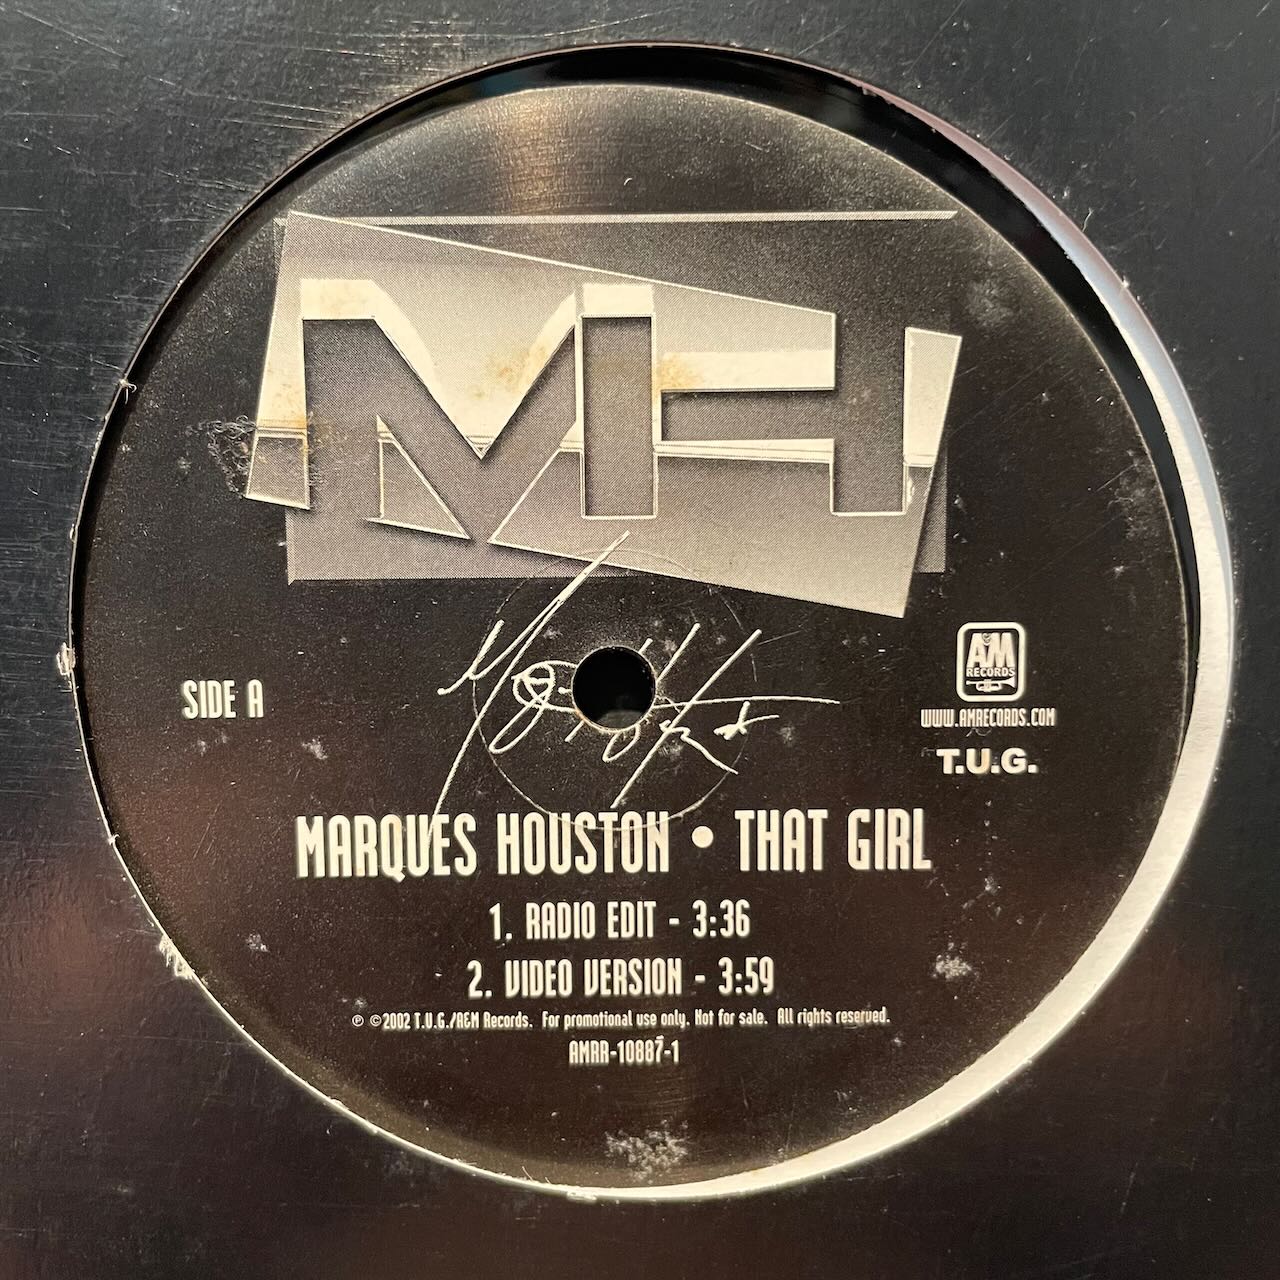 MH
SIDE A
A&M
RECORDS
WWW.AMRECORDS.COM
T.U.G.
MARQUES HOUSTON • THAT GIRL
1. RADIO EDIT - 3:36
2. VIDEO VERSION - 3:59
℗ ©2002 T.U.G./A&M Records. For promotional use only. Not for sale. All rights reserved.
AMRR-10887-1